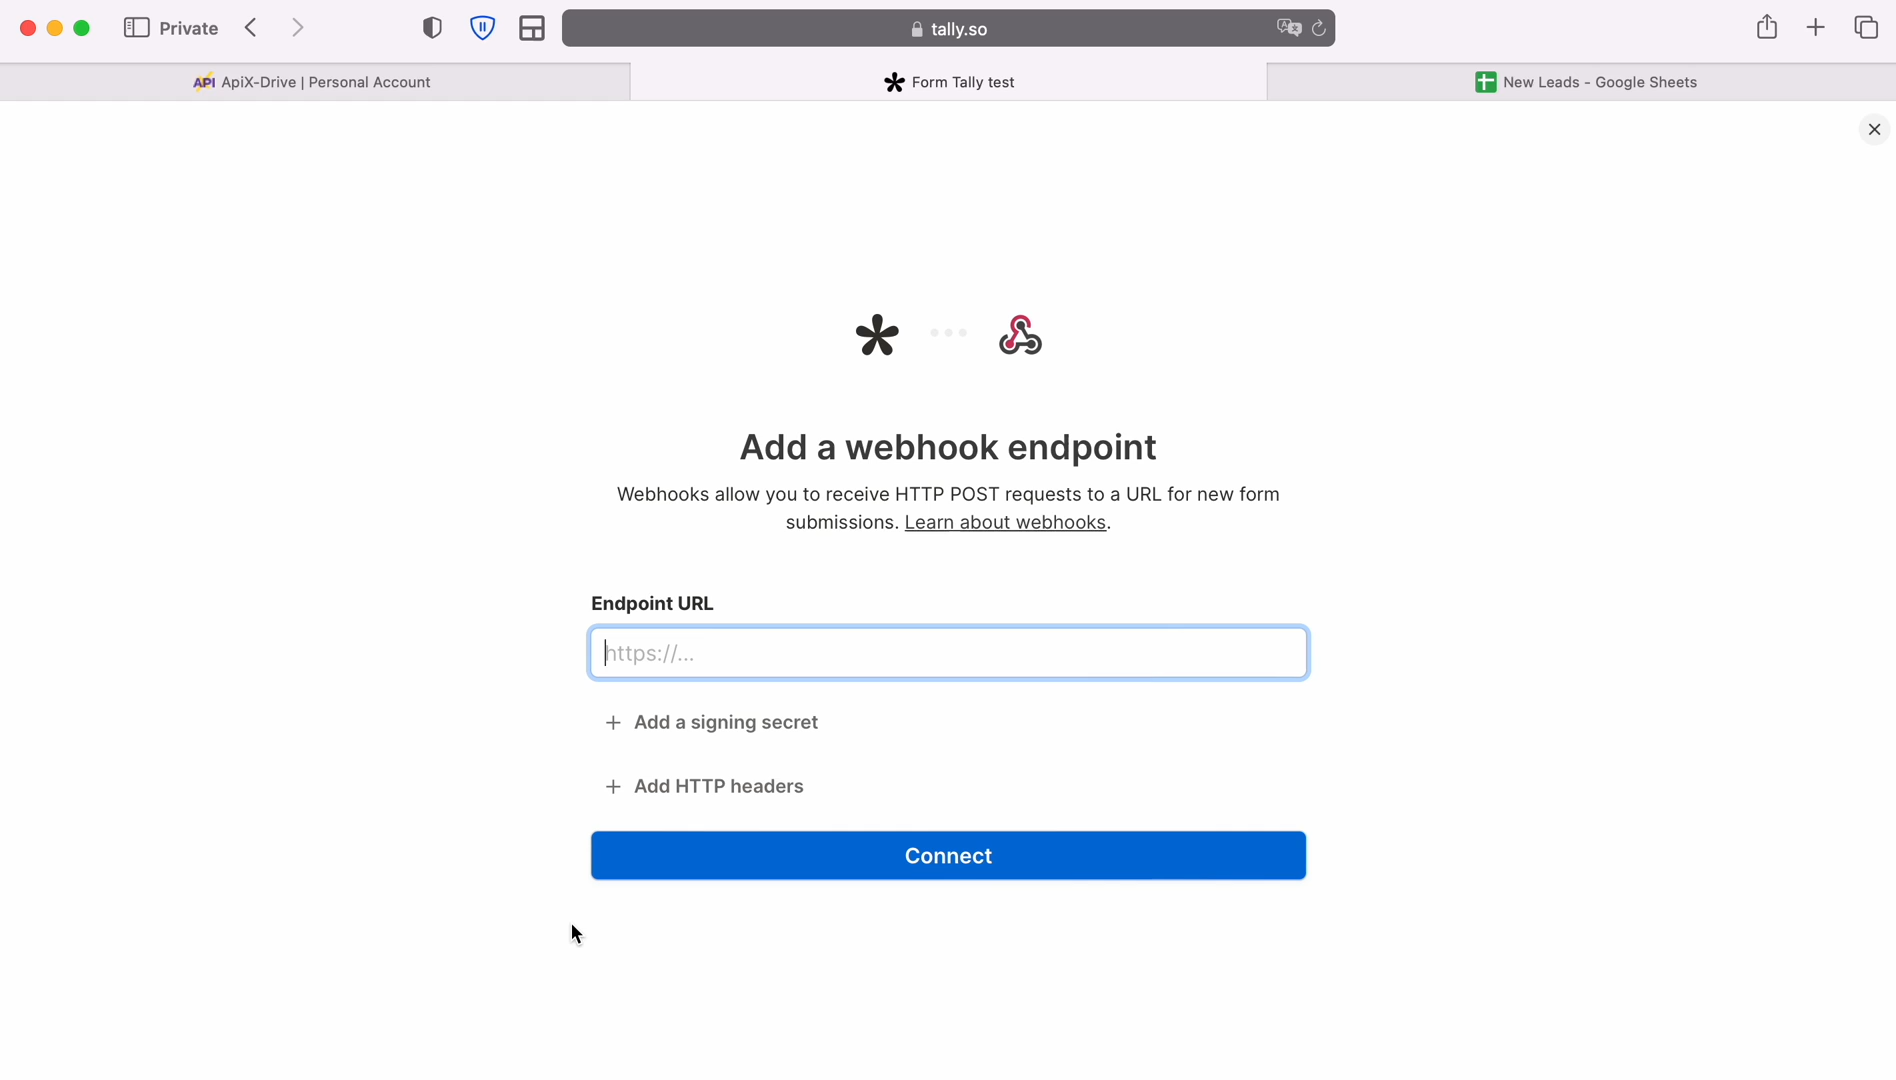 Private
tally.so
API ApiX-Drive | Personal Account
Form Tally test
New Leads - Google Sheets
Add a webhook endpoint
Webhooks allow you to receive HTTP POST requests to a URL for new form
submissions. Learn about webhooks.
Endpoint URL
https://...
+ Add a signing secret
+ Add HTTP headers
Connect